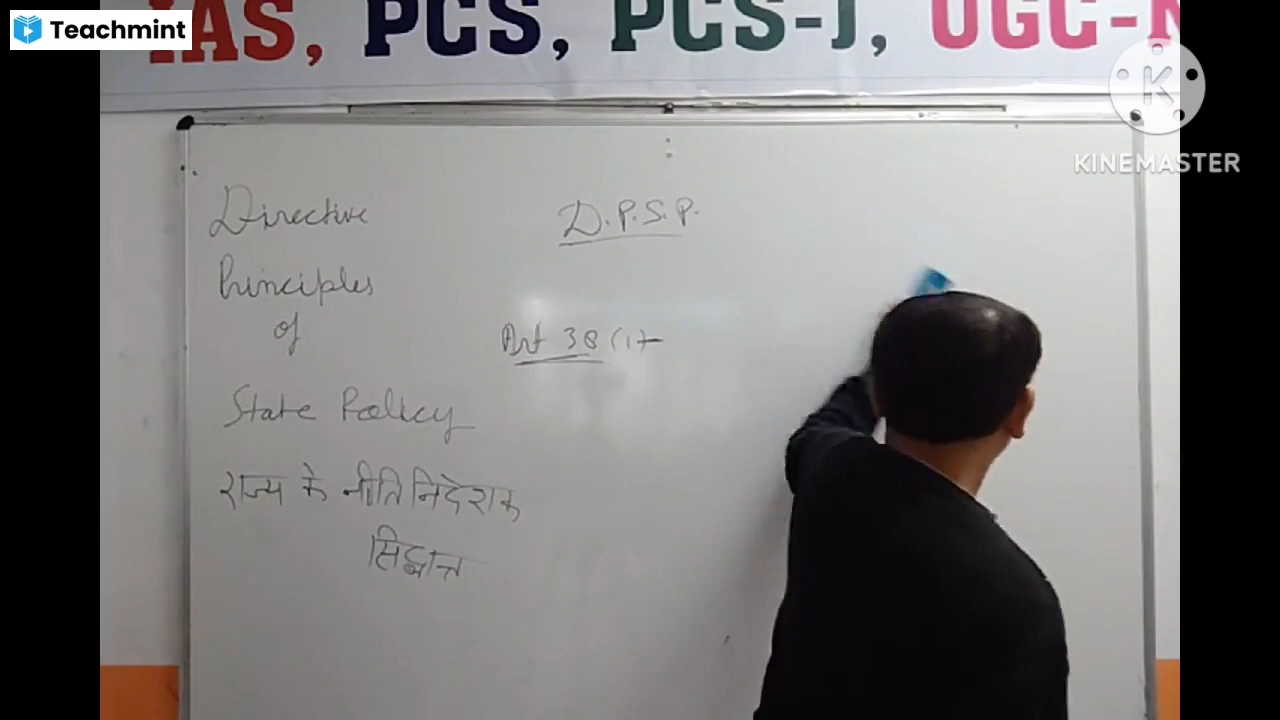 Teachmint
IAS, PCS, PCS-J, UGC-N
KINEMASTER
D.P.S.P.
Directive
Principles
of
State Policy
Art 38 (1)-
राज्य के नीति निदेशक
सिद्धान्त